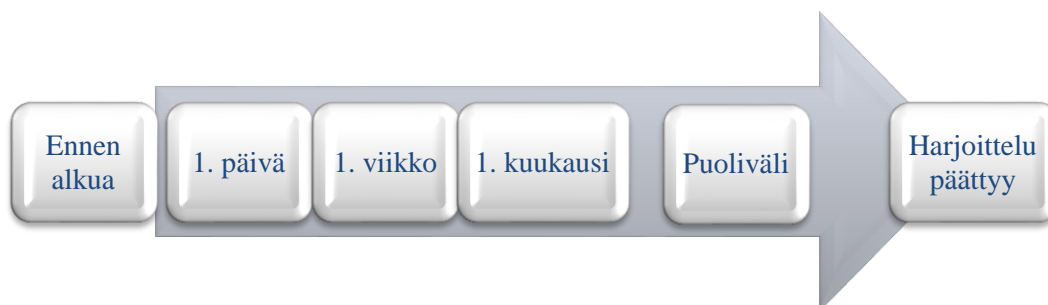 Ennen
alkua
1. päivä
1. viikko
1. kuukausi
Puoliväli
Harjoittelu
päättyy